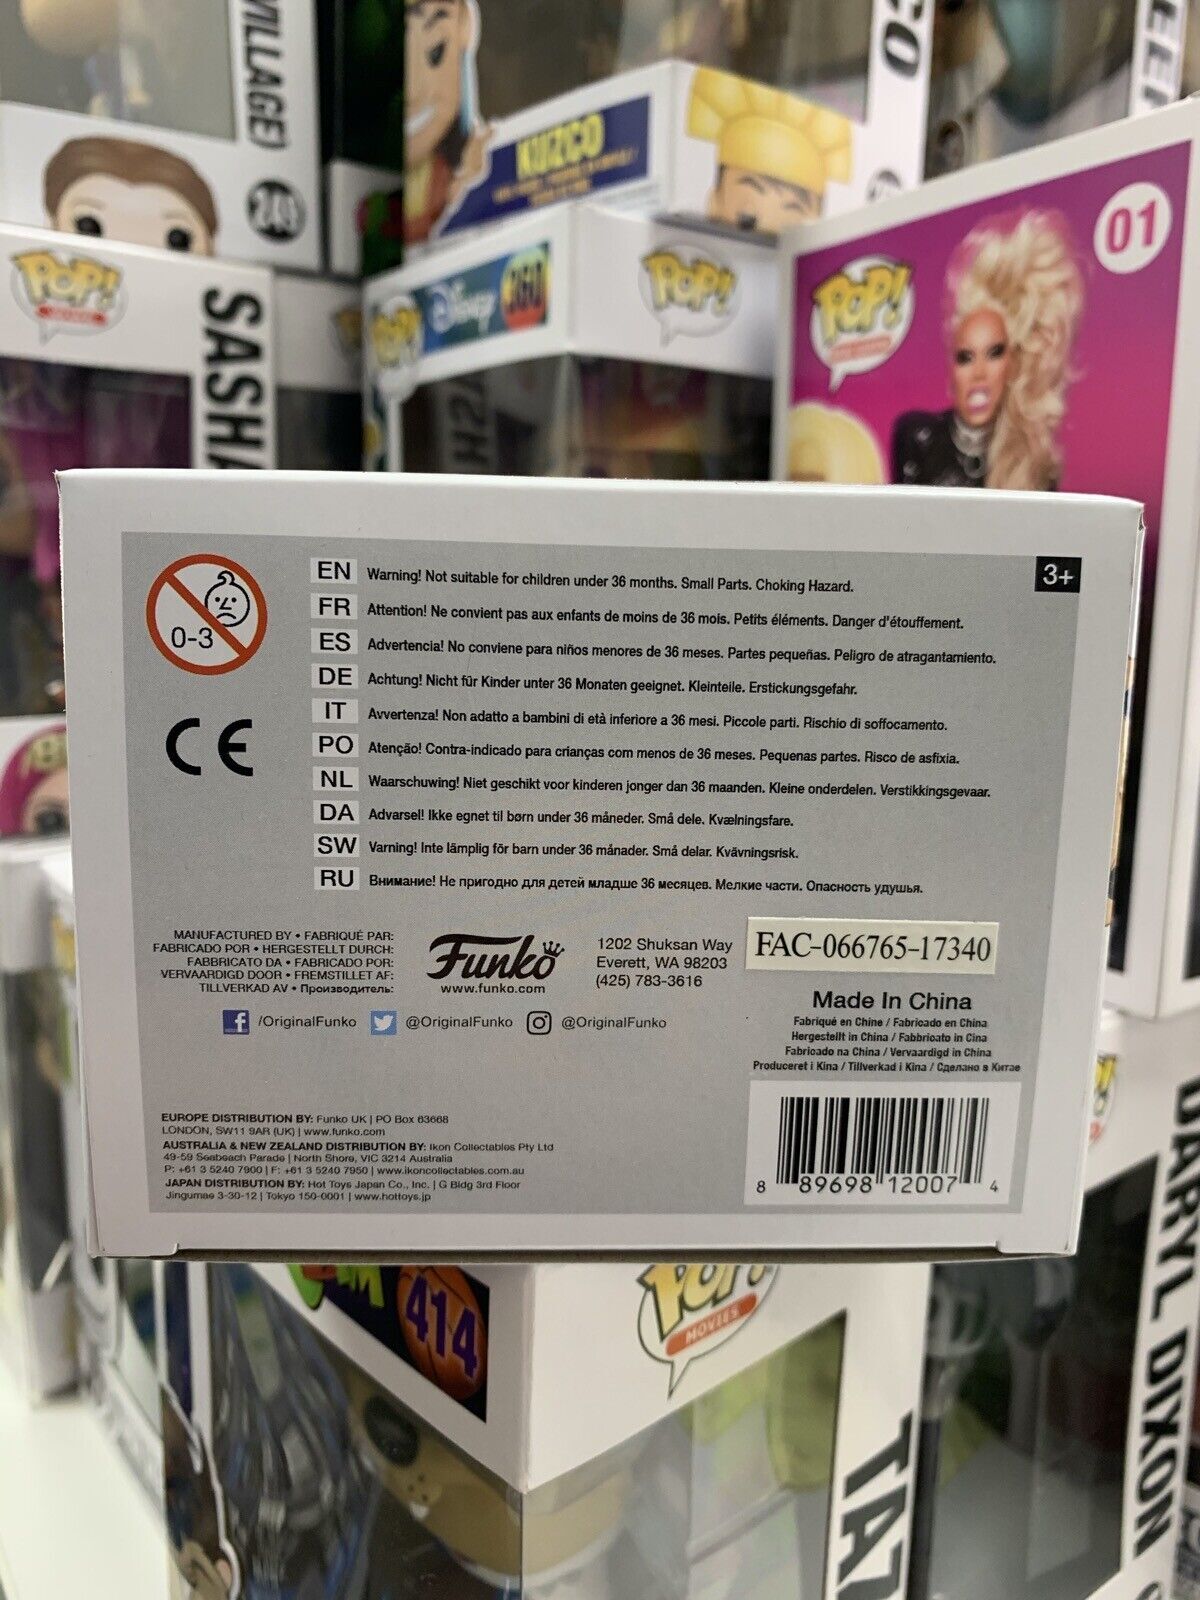 VILLAGE)
249
CO
KUZCO
POP!
SASHA
Disney
360
POP!
POP!
POP!
01
0-3
EN Warning! Not suitable for children under 36 months. Small Parts. Choking Hazard.
3+
FR Attention! Ne convient pas aux enfants de moins de 36 mois. Petits éléments. Danger d'étouffement.
ES Advertencia! No conviene para niños menores de 36 meses. Partes pequeñas. Peligro de atragantamiento.
DE Achtung! Nicht für Kinder unter 36 Monaten geeignet. Kleinteile. Erstickungsgefahr.
IT Avvertenza! Non adatto a bambini di età inferiore a 36 mesi. Piccole parti. Rischio di soffocamento.
PO Atenção! Contra-indicado para crianças com menos de 36 meses. Pequenas partes. Risco de asfixia.
NL Waarschuwing! Niet geschikt voor kinderen jonger dan 36 maanden. Kleine onderdelen. Verstikkingsgevaar.
DA Advarsel! Ikke egnet til børn under 36 måneder. Små dele. Kvælningsfare.
SW Varning! Inte lämplig för barn under 36 månader. Små delar. Kvävningsrisk.
RU Внимание! Не пригодно для детей младше 36 месяцев. Мелкие части. Опасность удушья.
CE
MANUFACTURED BY • FABRIQUÉ PAR:
FABRICADO POR • HERGESTELLT DURCH:
FABBRICATO DA • FABRICADO POR:
VERVAARDIGD DOOR • FREMSTILLET AF:
TILLVERKAD AV • Производитель:
Funko
www.funko.com
1202 Shuksan Way
Everett, WA 98203
(425) 783-3616
FAC-066765-17340
/OriginalFunko @OriginalFunko @OriginalFunko
Made In China
Fabriqué en Chine / Fabricado en China
Hergestellt in China / Fabbricato in Cina
Fabricado na China / Vervaardigd in China
Produceret i Kina / Tillverkad i Kina / Сделано в Китае
EUROPE DISTRIBUTION BY: Funko UK | PO Box 63668
LONDON, SW11 9AR (UK) | www.funko.com
AUSTRALIA & NEW ZEALAND DISTRIBUTION BY: Ikon Collectables Pty Ltd
49-59 Seabeach Parade | North Shore, VIC 3214 Australia
P: +61 3 5240 7900 | F: +61 3 5240 7950 | www.ikoncollectables.com.au
JAPAN DISTRIBUTION BY: Hot Toys Japan Co., Inc. | G Bldg 3rd Floor
Jingumae 3-30-12 | Tokyo 150-0001 | www.hottoys.jp
8 89698 12007 4
414
POP!
MOVIES
TAZ
DARYL DIXON